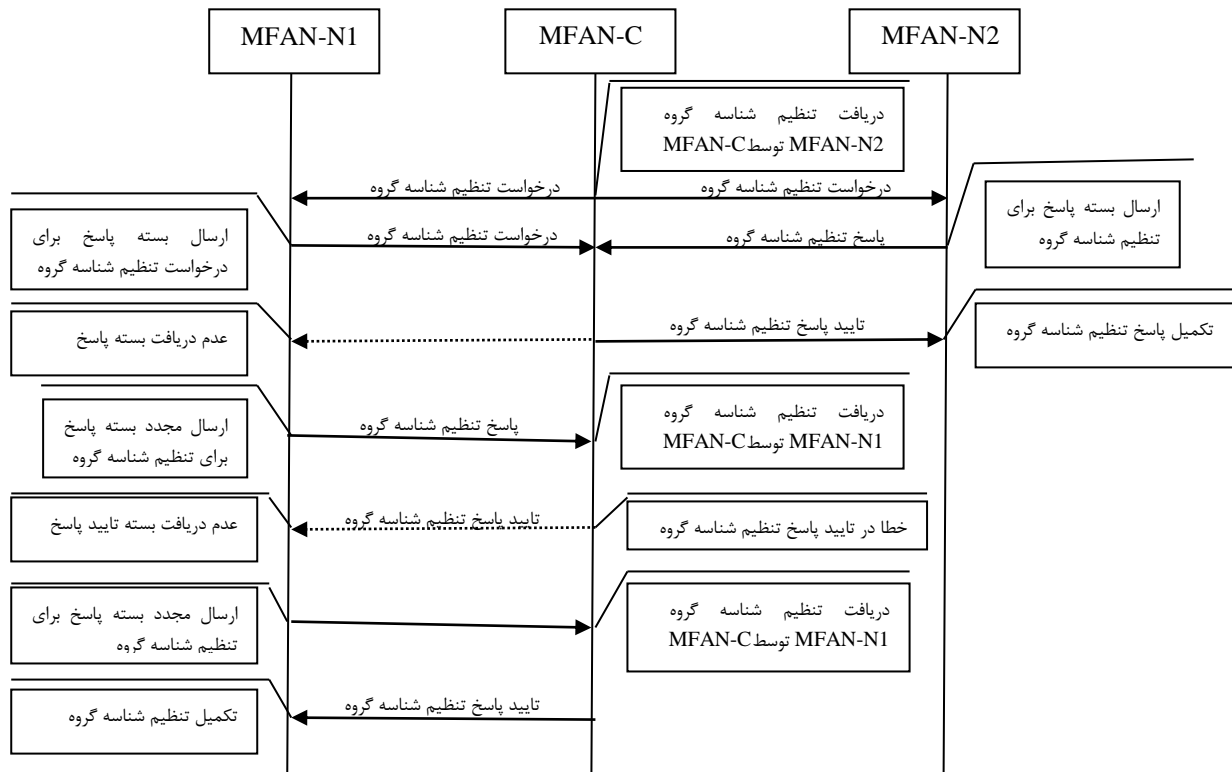 MFAN-N1
MFAN-C
MFAN-N2
دریافت تنظیم شناسه گروه
MFAN-N2 توسط MFAN-C
درخواست تنظیم شناسه گروه
درخواست تنظیم شناسه گروه
ارسال بسته پاسخ برای
تنظیم شناسه گروه
ارسال بسته پاسخ برای
درخواست تنظیم شناسه گروه
درخواست تنظیم شناسه گروه
پاسخ تنظیم شناسه گروه
عدم دریافت بسته پاسخ
تایید پاسخ تنظیم شناسه گروه
تکمیل پاسخ تنظیم شناسه گروه
ارسال مجدد بسته پاسخ
برای تنظیم شناسه گروه
پاسخ تنظیم شناسه گروه
دریافت تنظیم شناسه گروه
MFAN-N1 توسط MFAN-C
عدم دریافت بسته تایید پاسخ
تایید پاسخ تنظیم شناسه گروه
خطا در تایید پاسخ تنظیم شناسه گروه
ارسال مجدد بسته پاسخ برای
تنظیم شناسه گروه
دریافت تنظیم شناسه گروه
MFAN-N1 توسط MFAN-C
تکمیل تنظیم شناسه گروه
تایید پاسخ تنظیم شناسه گروه